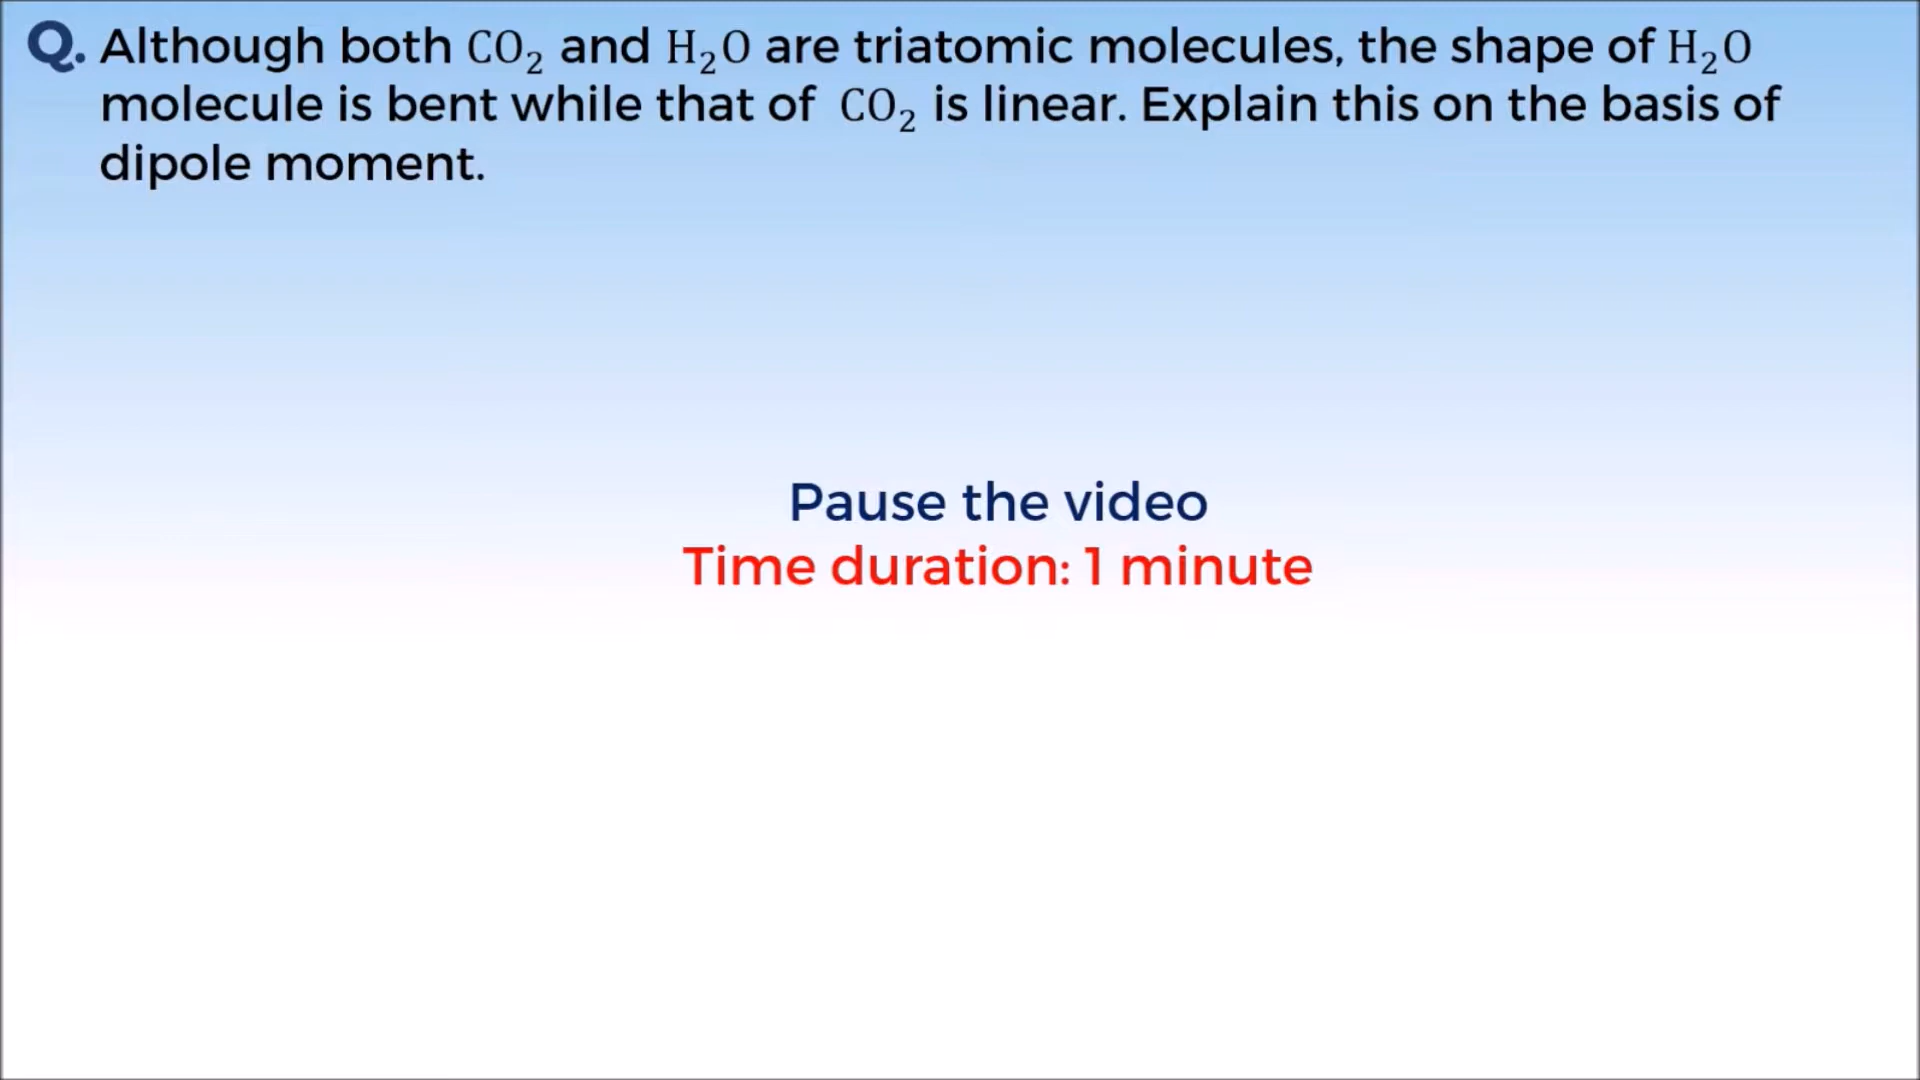 Q. Although both CO₂ and H₂O are triatomic molecules, the shape of H₂O
molecule is bent while that of CO₂ is linear. Explain this on the basis of
dipole moment.
Pause the video
Time duration: 1 minute